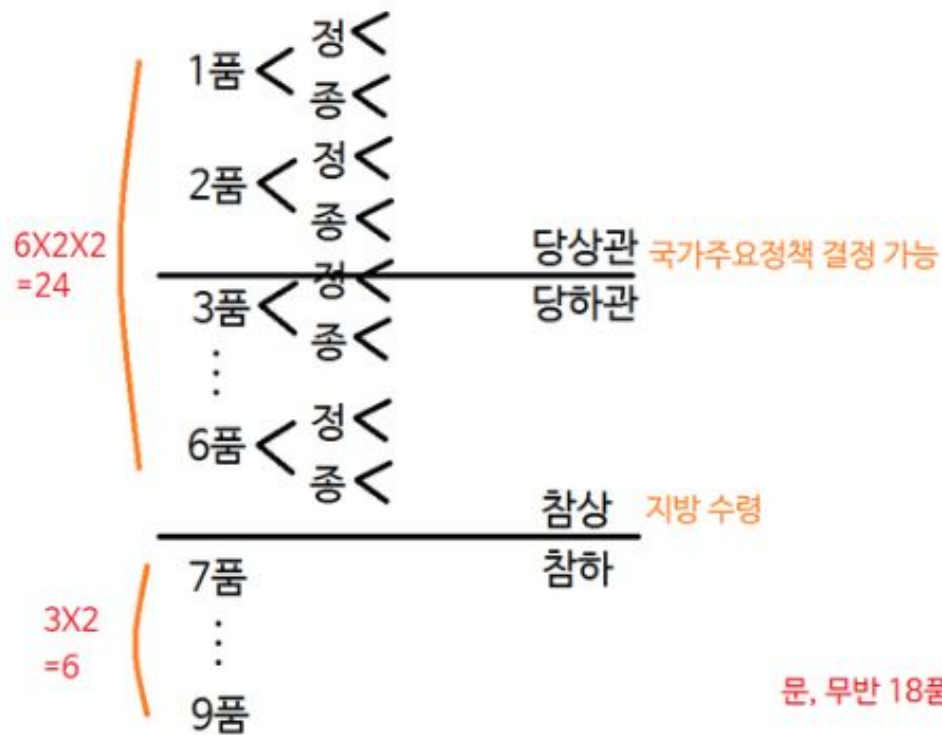 1품
정
종
2품
정
종
6X2X2
=24
당상관 국가주요정책 결정 가능
정
3품
당하관
종
6품
정
종
참상 지방 수령
참하
7품
3X2
=6
9품
문, 무반 18품